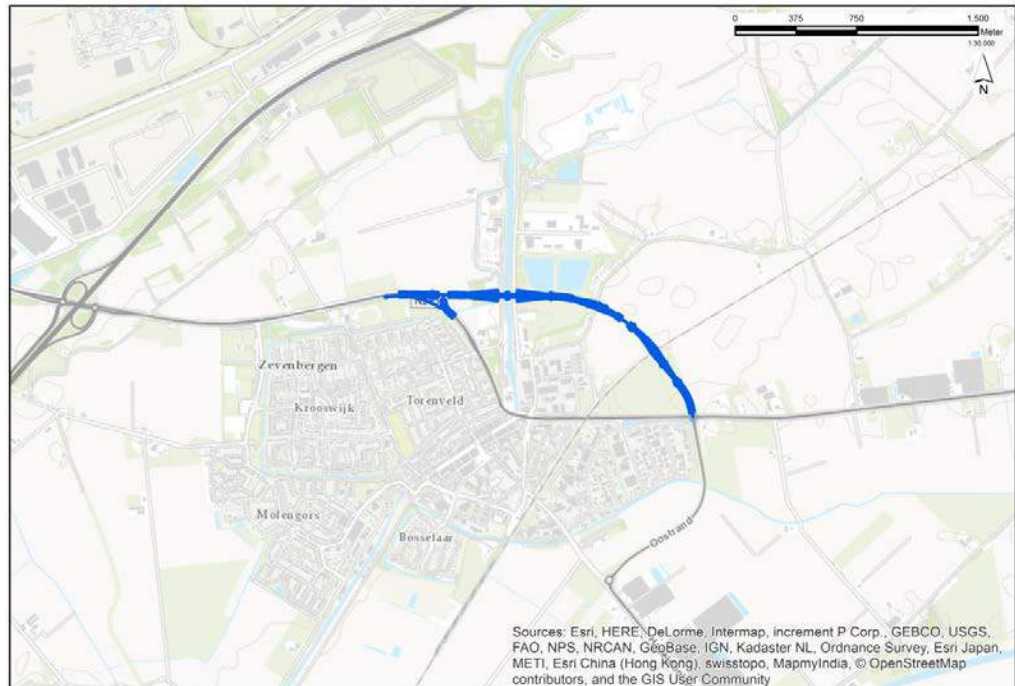 0 375 750 1.500
Meter
1:30.000
N
Zevenbergen
Krooswijk
Torenveld
Molengors
Bosselaar
Oostrand
Sources: Esri, HERE, DeLorme, Intermap, increment P Corp., GEBCO, USGS,
FAO, NPS, NRCAN, GeoBase, IGN, Kadaster NL, Ordnance Survey, Esri Japan,
METI, Esri China (Hong Kong), swisstopo, MapmyIndia, © OpenStreetMap
contributors, and the GIS User Community